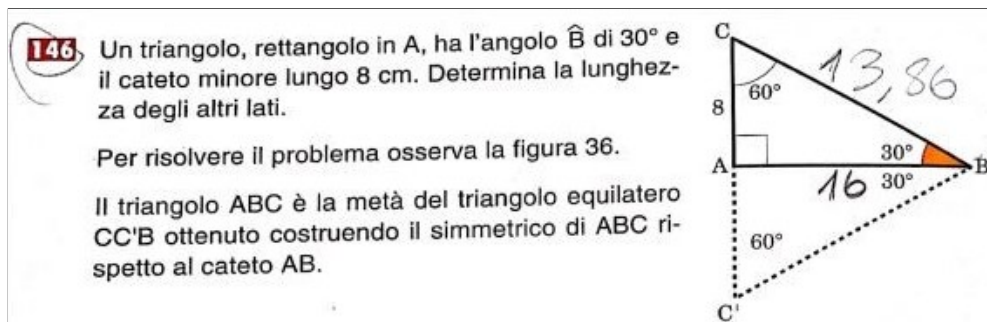 146 Un triangolo, rettangolo in A, ha l'angolo B̂ di 30° e
il cateto minore lungo 8 cm. Determina la lunghez-
za degli altri lati.
Per risolvere il problema osserva la figura 36.
Il triangolo ABC è la metà del triangolo equilatero
CC'B ottenuto costruendo il simmetrico di ABC ri-
spetto al cateto AB.
C
13,86
60°
8
30°
A
B
16
30°
60°
C'